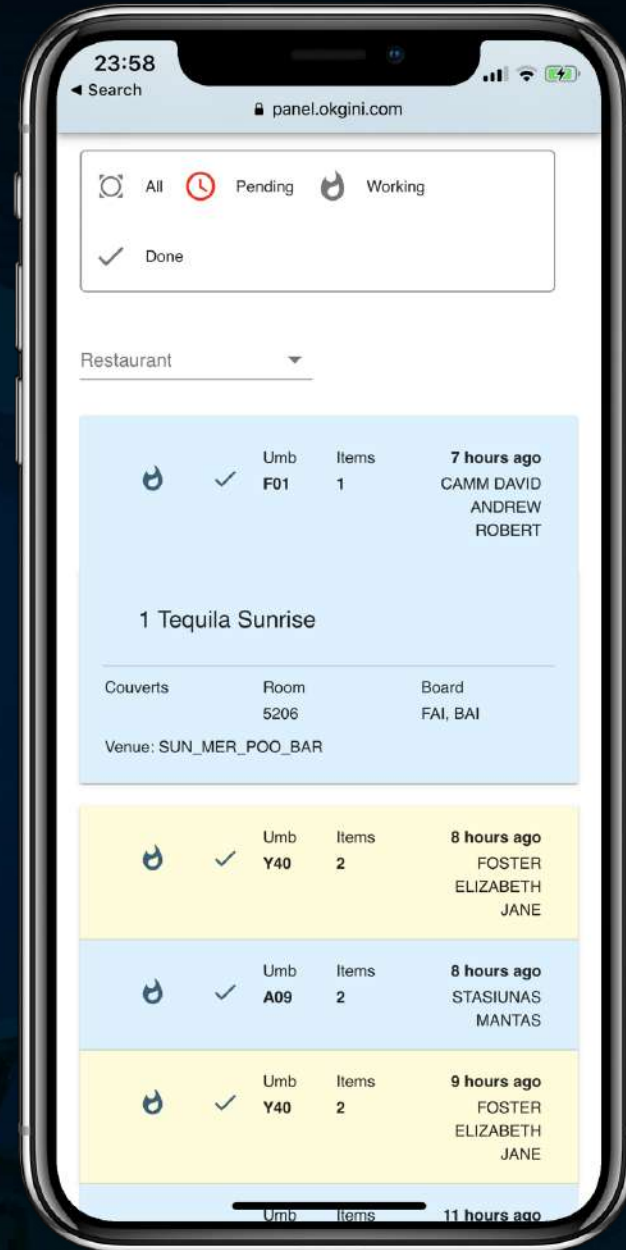 23:58
◀ Search
panel.okgini.com
All Pending Working
Done
Restaurant
Umb Items 7 hours ago
F01 1 CAMM DAVID
ANDREW
ROBERT
1 Tequila Sunrise
Couverts Room Board
5206 FAI, BAI
Venue: SUN_MER_POO_BAR
Umb Items 8 hours ago
Y40 2 FOSTER
ELIZABETH
JANE
Umb Items 8 hours ago
A09 2 STASIUNAS
MANTAS
Umb Items 9 hours ago
Y40 2 FOSTER
ELIZABETH
JANE
Umb Items 11 hours ago